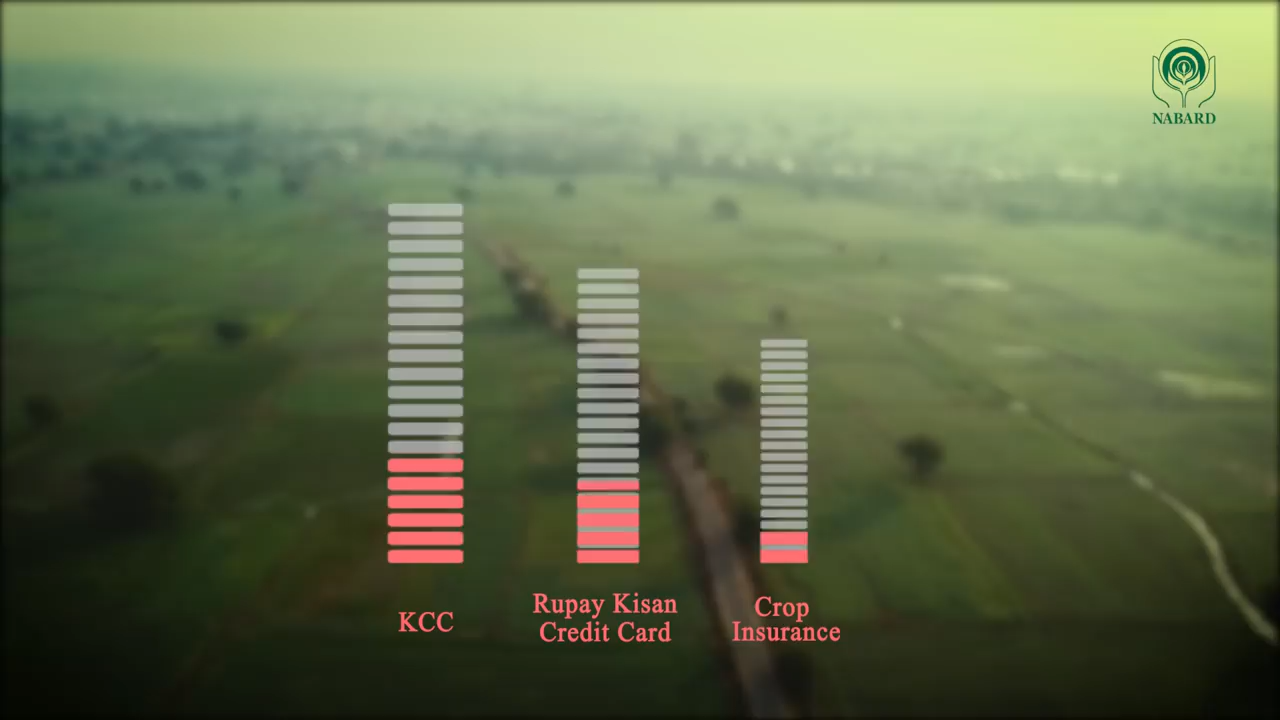 NABARD
KCC
Rupay Kisan
Credit Card
Crop
Insurance